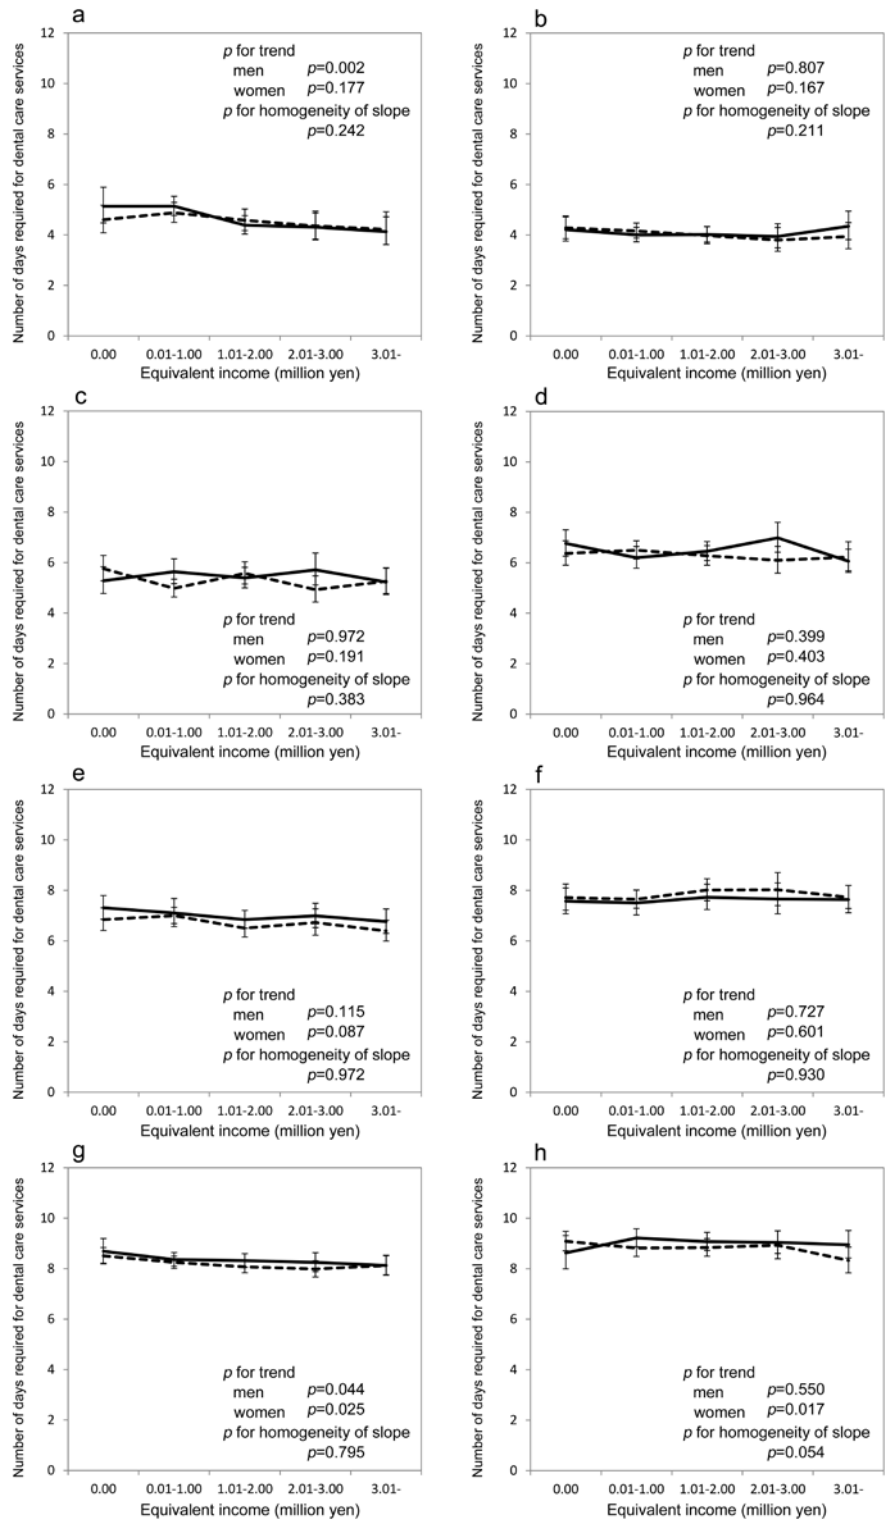 a
Number of days required for dental care services
12
10
8
6
4
2
0
p for trend
men p=0.002
women p=0.177
p for homogeneity of slope
p=0.242
0.00 0.01-1.00 1.01-2.00 2.01-3.00 3.01-
Equivalent income (million yen)
b
Number of days required for dental care services
12
10
8
6
4
2
0
p for trend
men p=0.807
women p=0.167
p for homogeneity of slope
p=0.211
0.00 0.01-1.00 1.01-2.00 2.01-3.00 3.01-
Equivalent income (million yen)
c
Number of days required for dental care services
12
10
8
6
4
2
0
p for trend
men p=0.972
women p=0.191
p for homogeneity of slope
p=0.383
0.00 0.01-1.00 1.01-2.00 2.01-3.00 3.01-
Equivalent income (million yen)
d
Number of days required for dental care services
12
10
8
6
4
2
0
p for trend
men p=0.399
women p=0.403
p for homogeneity of slope
p=0.964
0.00 0.01-1.00 1.01-2.00 2.01-3.00 3.01-
Equivalent income (million yen)
e
Number of days required for dental care services
12
10
8
6
4
2
0
p for trend
men p=0.115
women p=0.087
p for homogeneity of slope
p=0.972
0.00 0.01-1.00 1.01-2.00 2.01-3.00 3.01-
Equivalent income (million yen)
f
Number of days required for dental care services
12
10
8
6
4
2
0
p for trend
men p=0.727
women p=0.601
p for homogeneity of slope
p=0.930
0.00 0.01-1.00 1.01-2.00 2.01-3.00 3.01-
Equivalent income (million yen)
g
Number of days required for dental care services
12
10
8
6
4
2
0
p for trend
men p=0.044
women p=0.025
p for homogeneity of slope
p=0.795
0.00 0.01-1.00 1.01-2.00 2.01-3.00 3.01-
Equivalent income (million yen)
h
Number of days required for dental care services
12
10
8
6
4
2
0
p for trend
men p=0.550
women p=0.017
p for homogeneity of slope
p=0.054
0.00 0.01-1.00 1.01-2.00 2.01-3.00 3.01-
Equivalent income (million yen)